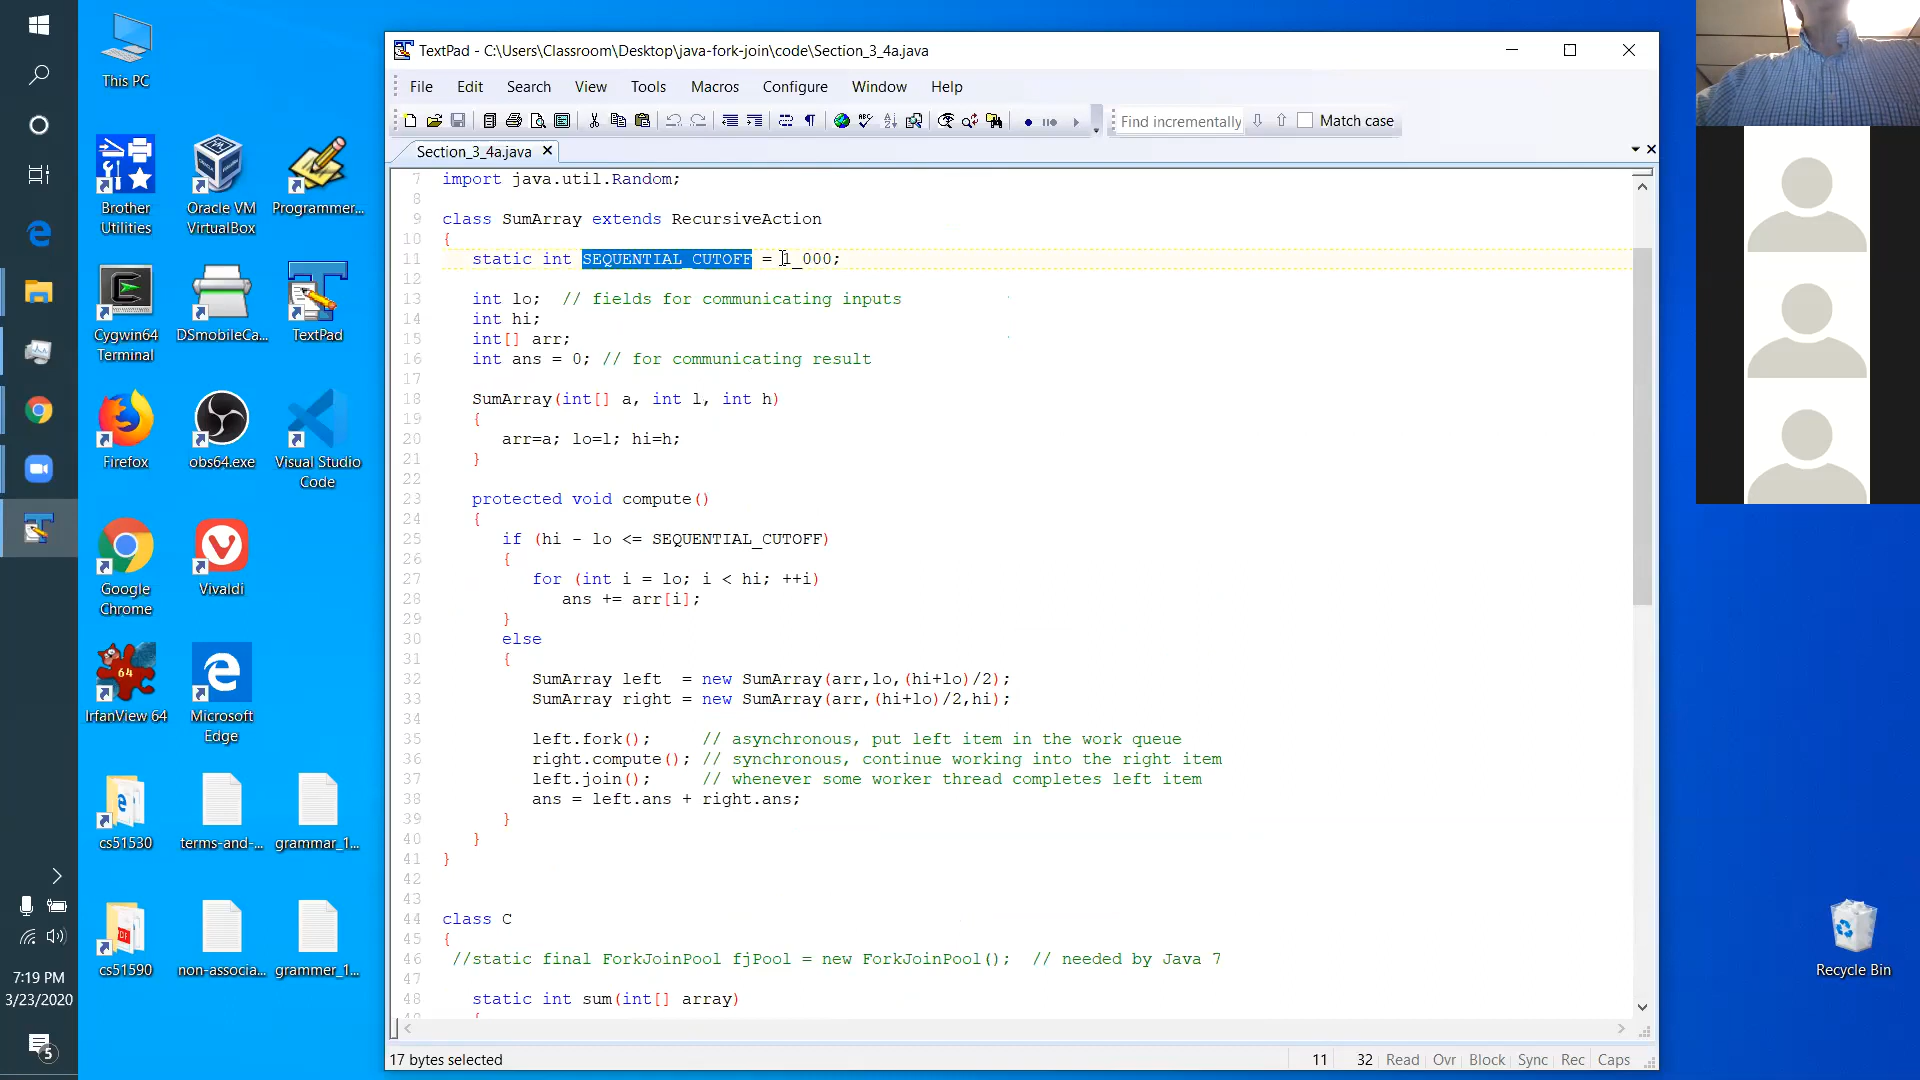 This PC
Brother Utilities
Oracle VM VirtualBox
Programmer...
Cygwin64 Terminal
DSmobileCa...
TextPad
Firefox
obs64.exe
Visual Studio Code
Google Chrome
Vivaldi
64
IrfanView 64
Microsoft Edge
cs51530
terms-and-...
grammar_1...
PDF
cs51590
non-associa...
grammer_1...
7:19 PM
3/23/2020
5
TextPad - C:\Users\Classroom\Desktop\java-fork-join\code\Section_3_4a.java
File Edit Search View Tools Macros Configure Window Help
Find incrementally Match case
Section_3_4a.java
7 import java.util.Random;
8
9 class SumArray extends RecursiveAction
10 {
11 static int SEQUENTIAL_CUTOFF = 1_000;
12
13 int lo; // fields for communicating inputs
14 int hi;
15 int[] arr;
16 int ans = 0; // for communicating result
17
18 SumArray(int[] a, int l, int h)
19 {
20 arr=a; lo=l; hi=h;
21 }
22
23 protected void compute()
24 {
25 if (hi - lo <= SEQUENTIAL_CUTOFF)
26 {
27 for (int i = lo; i < hi; ++i)
28 ans += arr[i];
29 }
30 else
31 {
32 SumArray left = new SumArray(arr,lo,(hi+lo)/2);
33 SumArray right = new SumArray(arr,(hi+lo)/2,hi);
34
35 left.fork(); // asynchronous, put left item in the work queue
36 right.compute(); // synchronous, continue working into the right item
37 left.join(); // whenever some worker thread completes left item
38 ans = left.ans + right.ans;
39 }
40 }
41 }
42
43
44 class C
45 {
46 //static final ForkJoinPool fjPool = new ForkJoinPool(); // needed by Java 7
47
48 static int sum(int[] array)
17 bytes selected
11 32 Read Ovr Block Sync Rec Caps
Recycle Bin